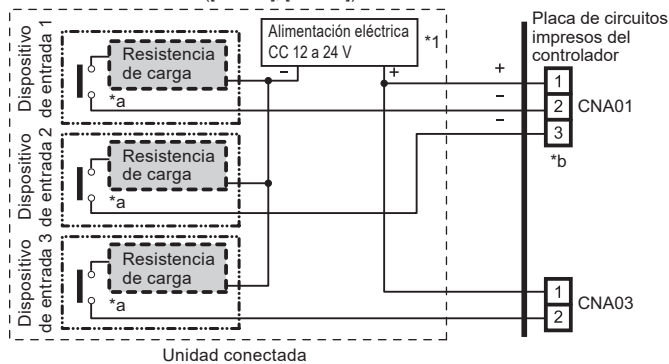 Dispositivo
de entrada 1
Resistencia
de carga
*a
Alimentación eléctrica
CC 12 a 24 V
*1
–
+
Placa de circuitos
impresos del
controlador
+
–
–
1
2
3
CNA01
*b
Dispositivo
de entrada 2
Resistencia
de carga
*a
Dispositivo
de entrada 3
Resistencia
de carga
*a
1
2
CNA03
Unidad conectada